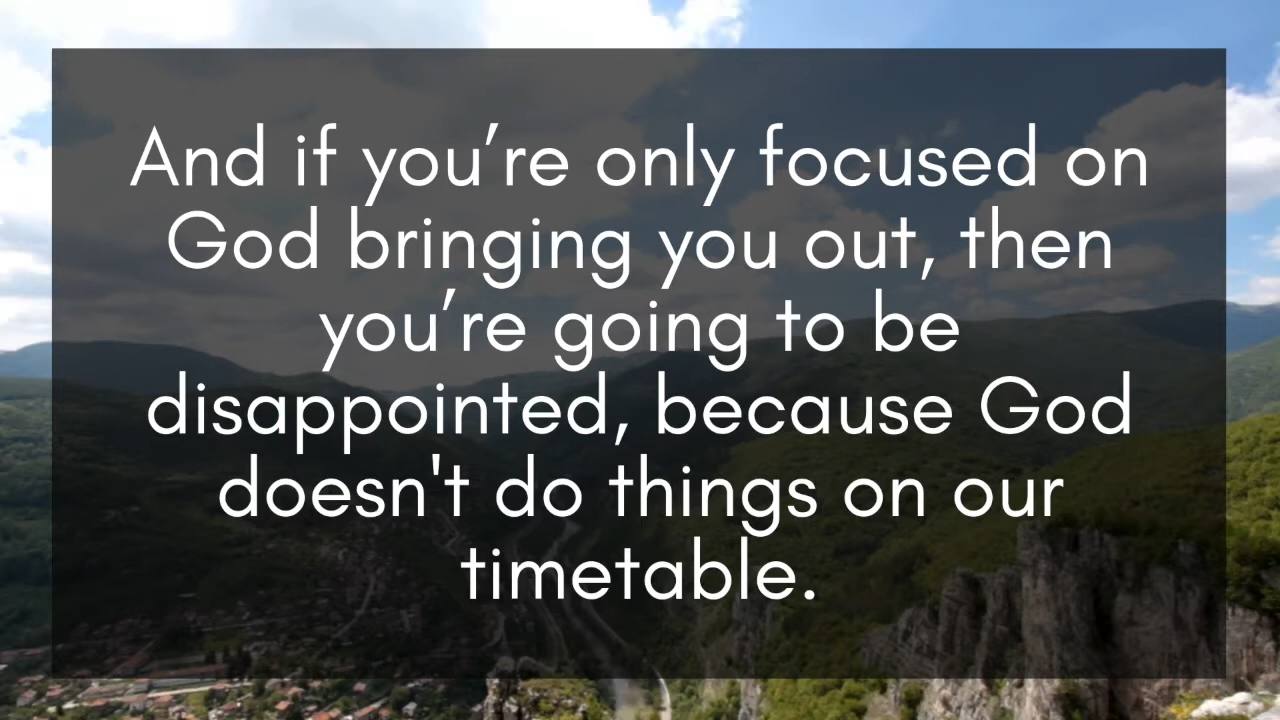 And if you’re only focused on
God bringing you out, then
you’re going to be
disappointed, because God
doesn't do things on our
timetable.